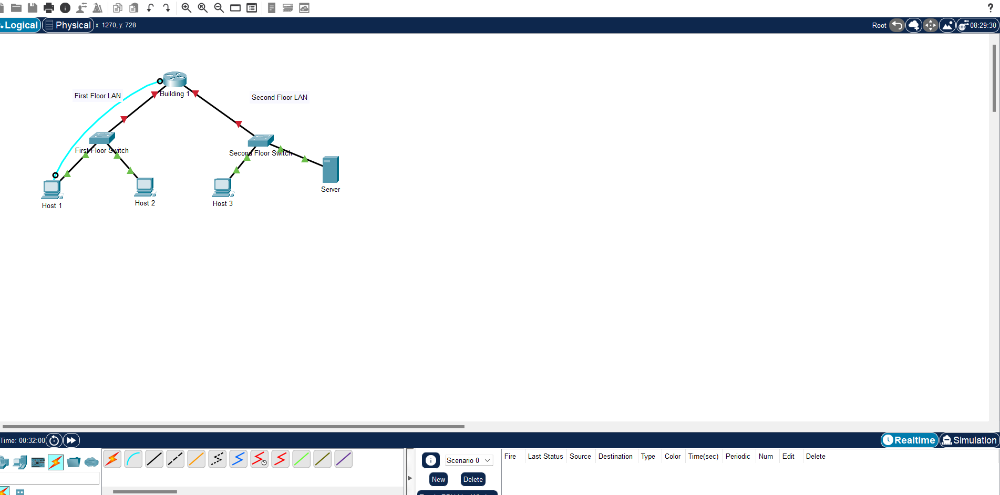 ?
Logical
Physical
x: 1270, y: 728
Root
08:29:30
First Floor LAN
Building 1
Second Floor LAN
First Floor Switch
Second Floor Switch
Server
Host 1
Host 2
Host 3
Time: 00:32:00
Realtime
Simulation
Scenario 0
New
Delete
Fire Last Status Source Destination Type Color Time(sec) Periodic Num Edit Delete